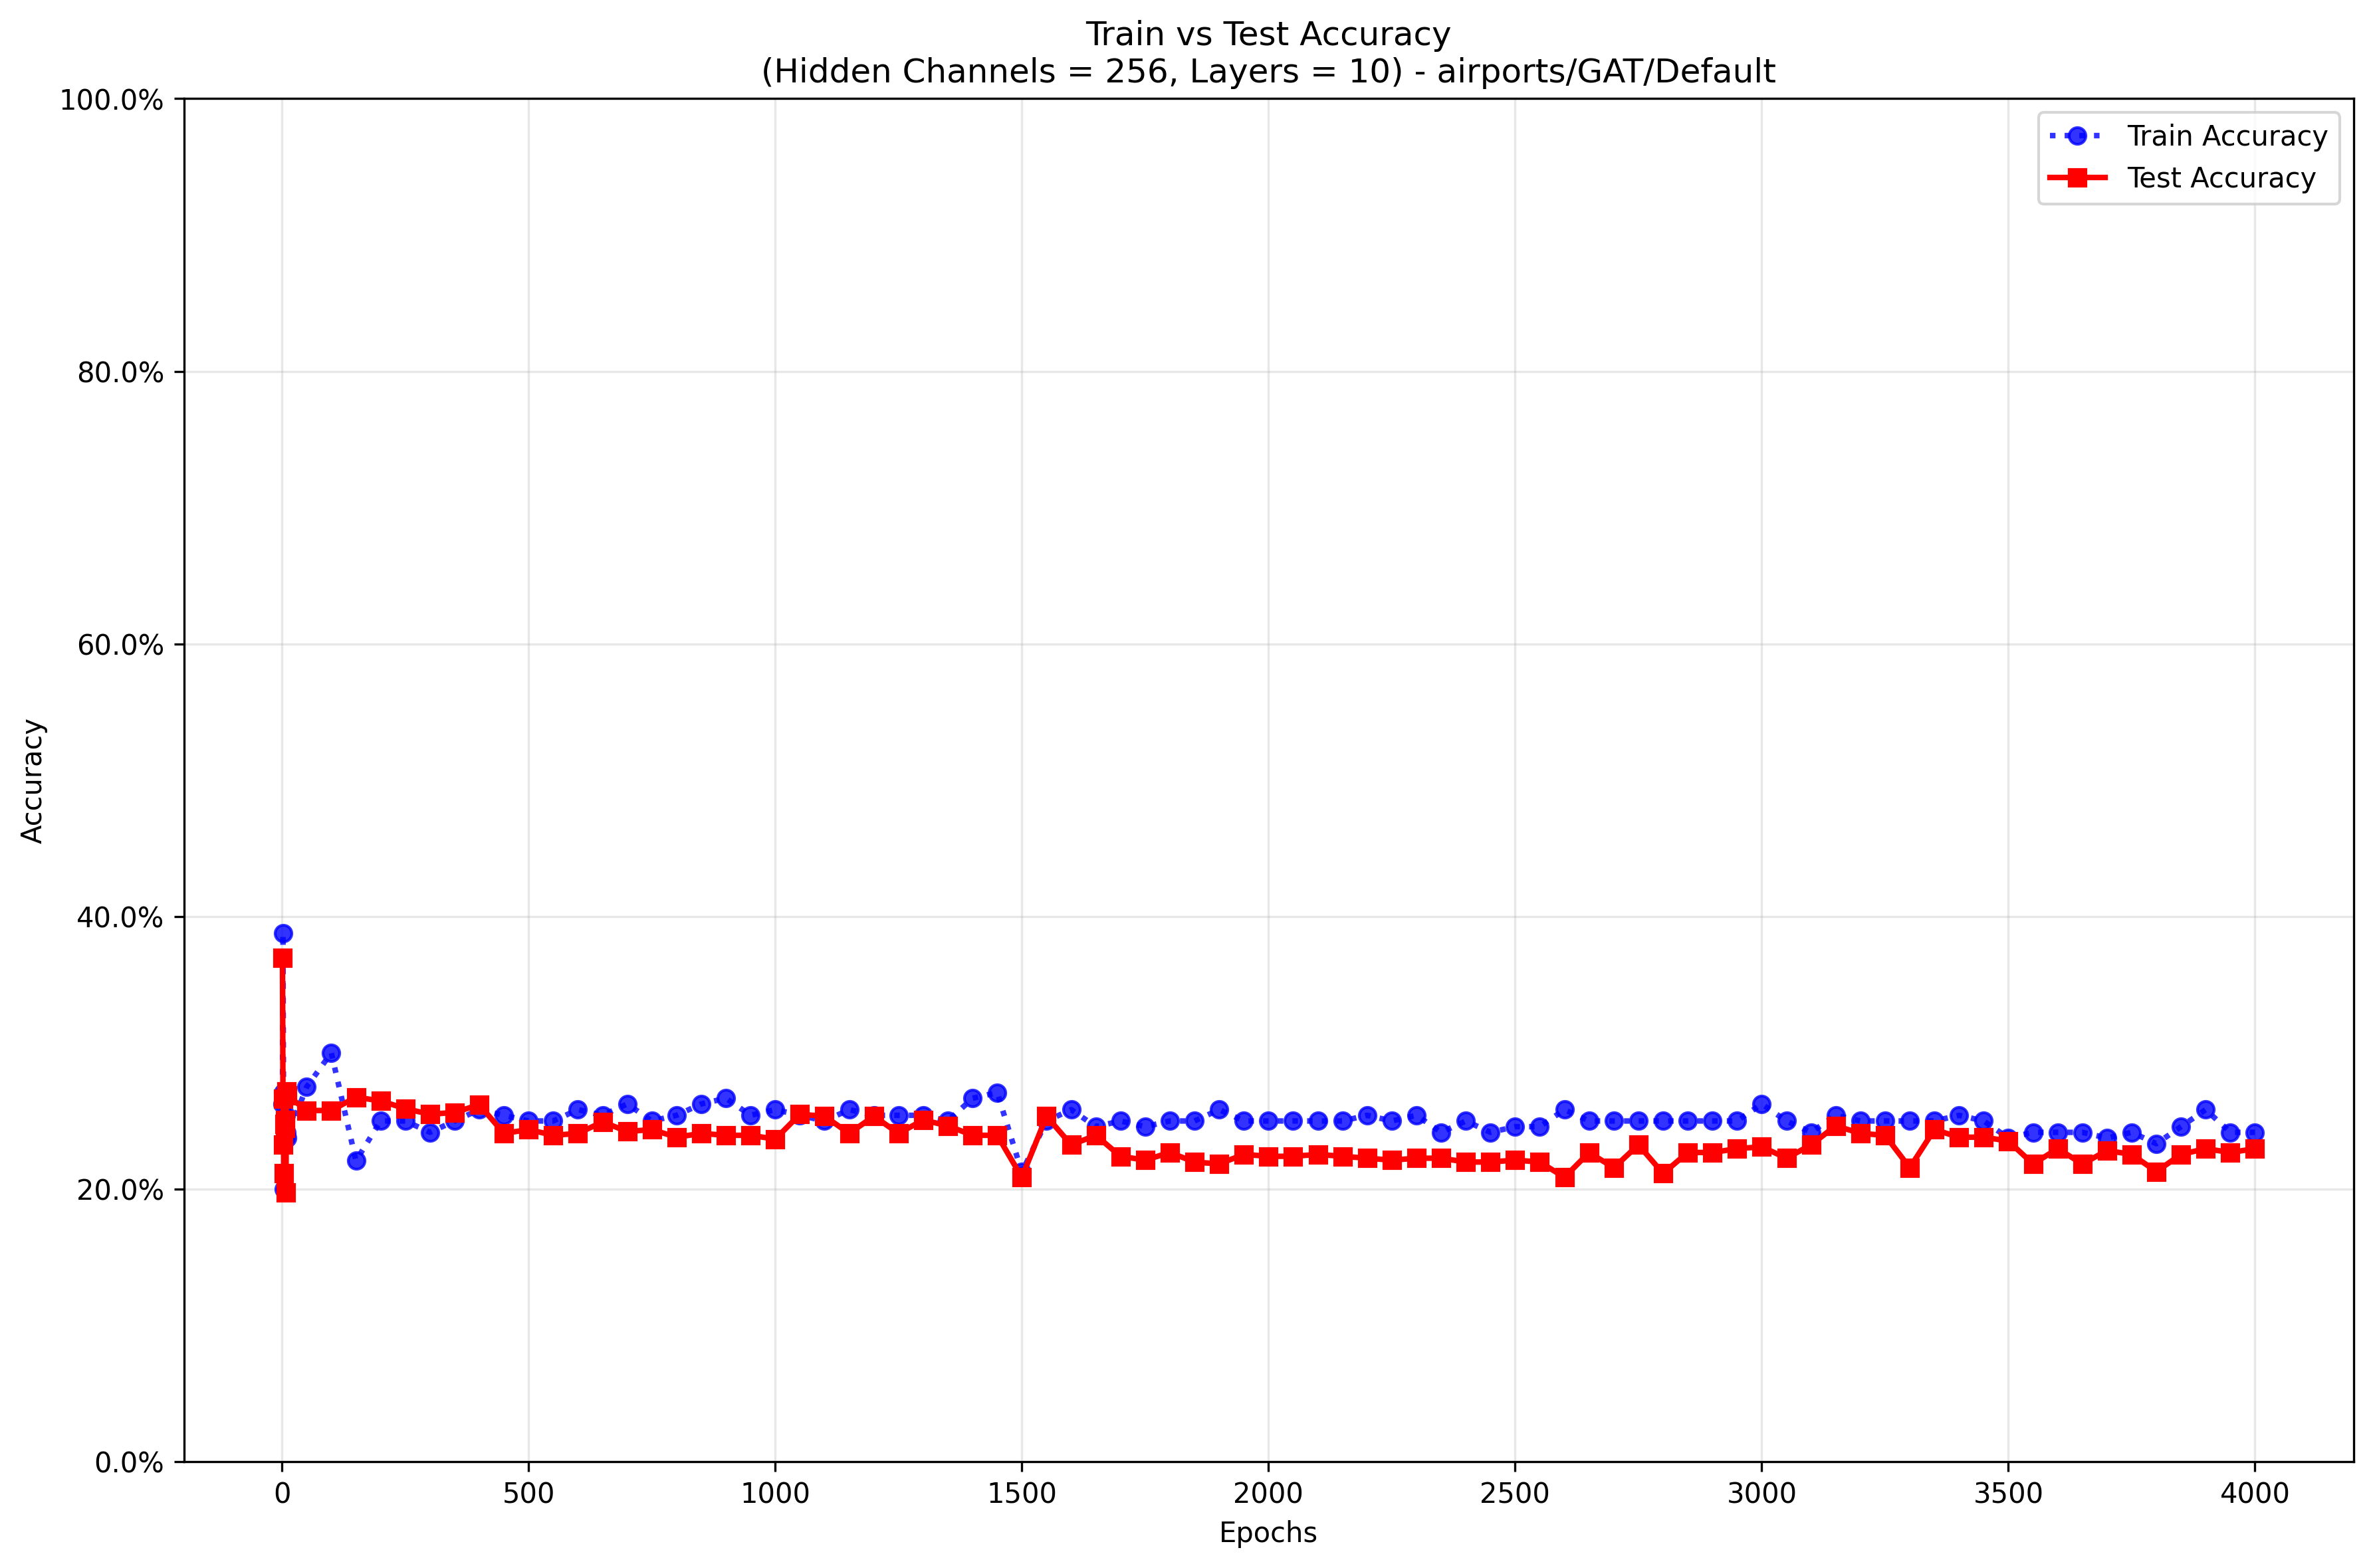 Train vs Test Accuracy
(Hidden Channels = 256, Layers = 10) - airports/GAT/Default
100.0%
80.0%
60.0%
40.0%
20.0%
0.0%
Accuracy
Train Accuracy
Test Accuracy
0 500 1000 1500 2000 2500 3000 3500 4000
Epochs